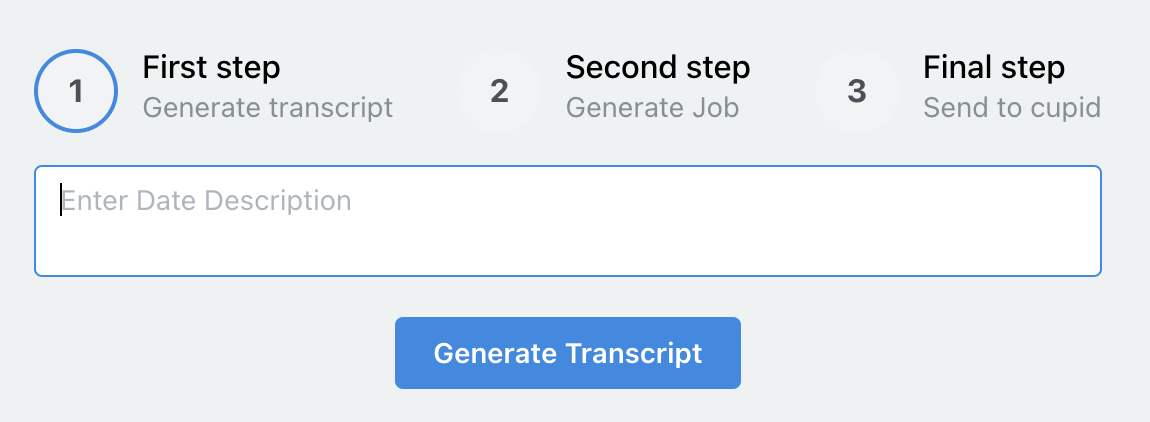 1
First step
Generate transcript
2
Second step
Generate Job
3
Final step
Send to cupid
Enter Date Description
Generate Transcript